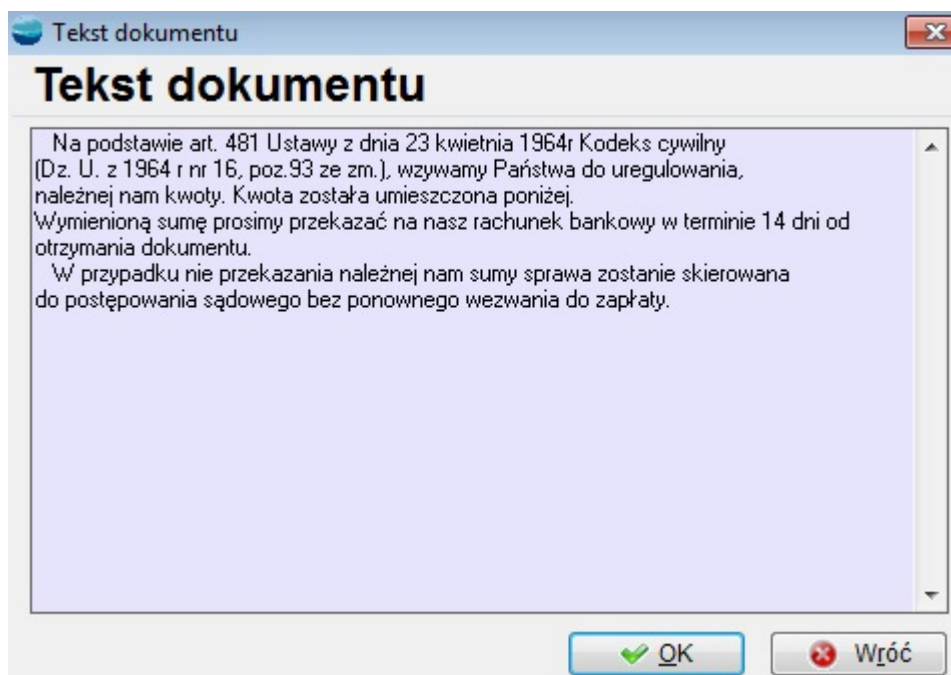 Tekst dokumentu
Tekst dokumentu
Na podstawie art. 481 Ustawy z dnia 23 kwietnia 1964r Kodeks cywilny
(Dz. U. z 1964 r nr 16, poz.93 ze zm.), wzywamy Państwa do uregulowania,
należnej nam kwoty. Kwota została umieszczona poniżej.
Wymienioną sumę prosimy przekazać na nasz rachunek bankowy w terminie 14 dni od
otrzymania dokumentu.
W przypadku nie przekazania należnej nam sumy sprawa zostanie skierowana
do postępowania sądowego bez ponownego wezwania do zapłaty.
OK
Wróć